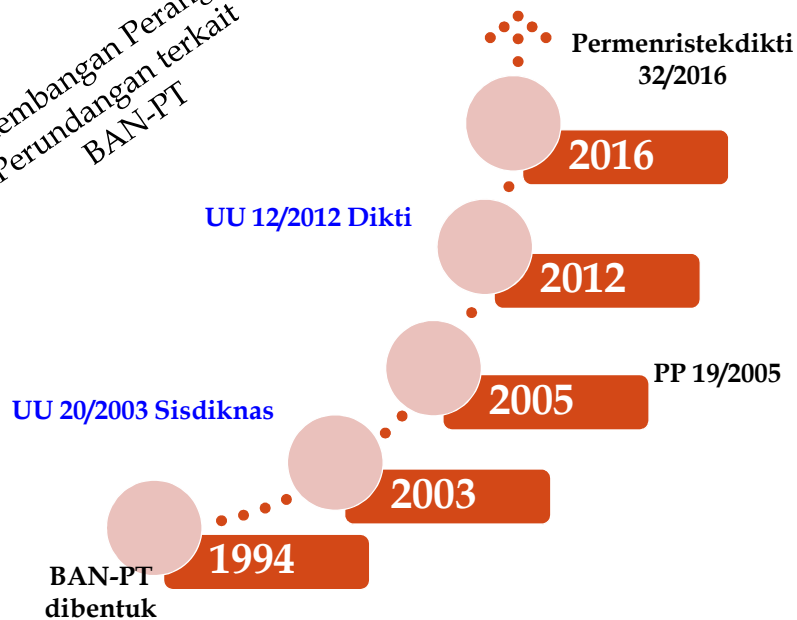 Perundangan terkait
BAN-PT
Permenristekdikti
32/2016
2016
UU 12/2012 Dikti
2012
PP 19/2005
2005
UU 20/2003 Sisdiknas
2003
1994
BAN-PT
dibentuk